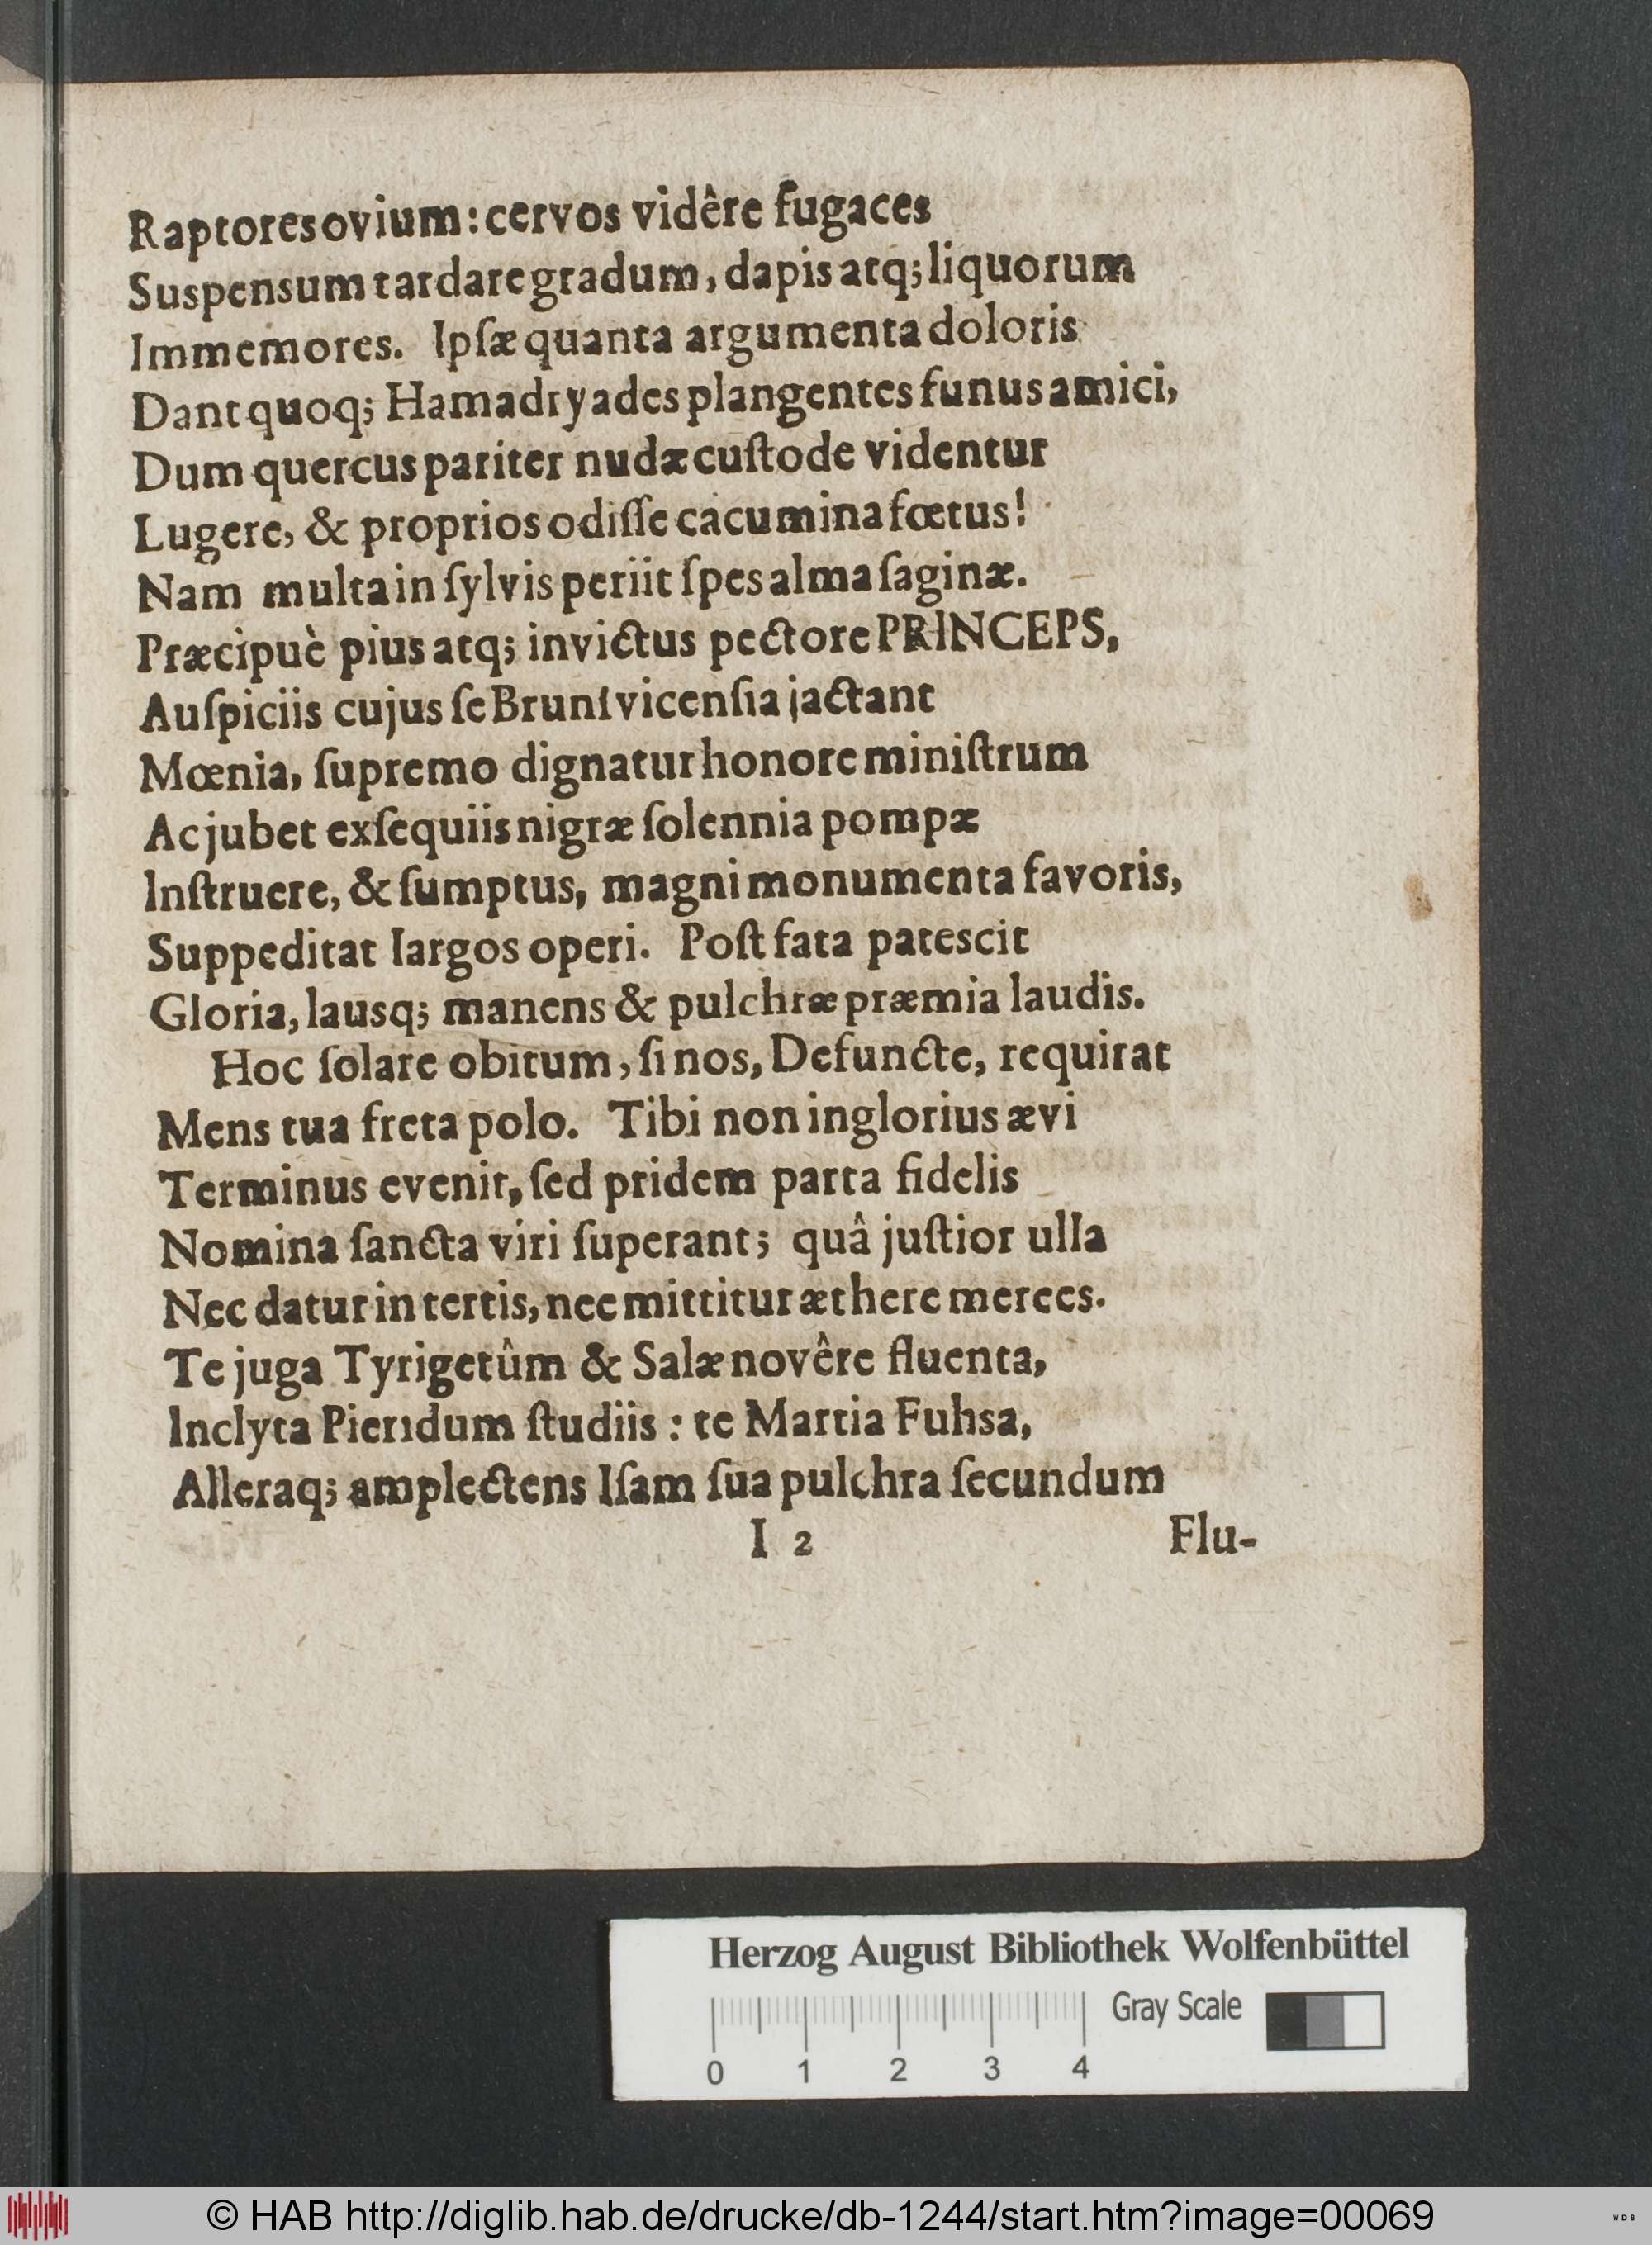 Raptores ovium: cervos vidêre fugaces
Suspensum tardare gradum, dapis atq; liquorum
Immemores. Ipſæ quanta argumenta doloris
Dant quoq; Hamadryades plangentes funus amici,
Dum quercus pariter nudæ cuſtode videntur
Lugere, & proprios odiſſe cacumina fœtus!
Nam multa in ſylvis periit ſpes alma ſaginæ.
Præcipuè pius atq; invictus pectore PRINCEPS,
Auſpiciis cujus ſe Brunſvicenſia jactant
Mœnia, ſupremo dignatur honore miniſtrum
Ac jubet exſequiis nigræ ſolennia pompæ
Inſtruere, & ſumptus, magni monumenta favoris,
Suppeditat largos operi. Poſt fata patescit
Gloria, lausq; manens & pulchræ præmia laudis.
Hoc ſolare obitum, ſi nos, Defuncte, requirat
Mens tua freta polo. Tibi non inglorius ævi
Terminus evenit, ſed pridem parta fidelis
Nomina ſancta viri ſuperant; quâ juſtior ulla
Nec datur in terris, nec mittitur æthere merces.
Te juga Tyrigetûm & Salæ novêre fluenta,
Inclyta Pieridum ſtudiis: te Martia Fuhsa,
Alleraq; amplectens Iſam ſua pulchra ſecundum
I 2 Flu-
Herzog August Bibliothek Wolfenbüttel
Gray Scale
0 1 2 3 4
© HAB http://diglib.hab.de/drucke/db-1244/start.htm?image=00069
WDB